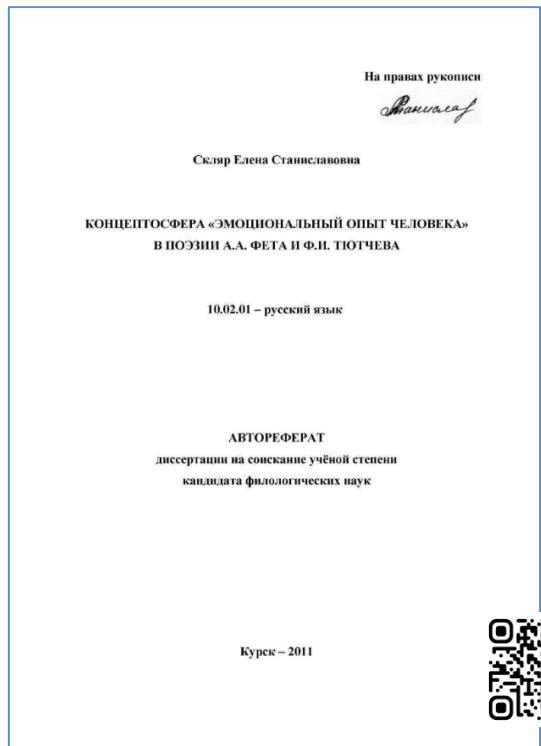 На правах рукописи
Скляр Елена Станиславовна
КОНЦЕПТОСФЕРА «ЭМОЦИОНАЛЬНЫЙ ОПЫТ ЧЕЛОВЕКА»
В ПОЭЗИИ А.А. ФЕТА И Ф.И. ТЮТЧЕВА
10.02.01 – русский язык
АВТОРЕФЕРАТ
диссертации на соискание учёной степени
кандидата филологических наук
Курск – 2011